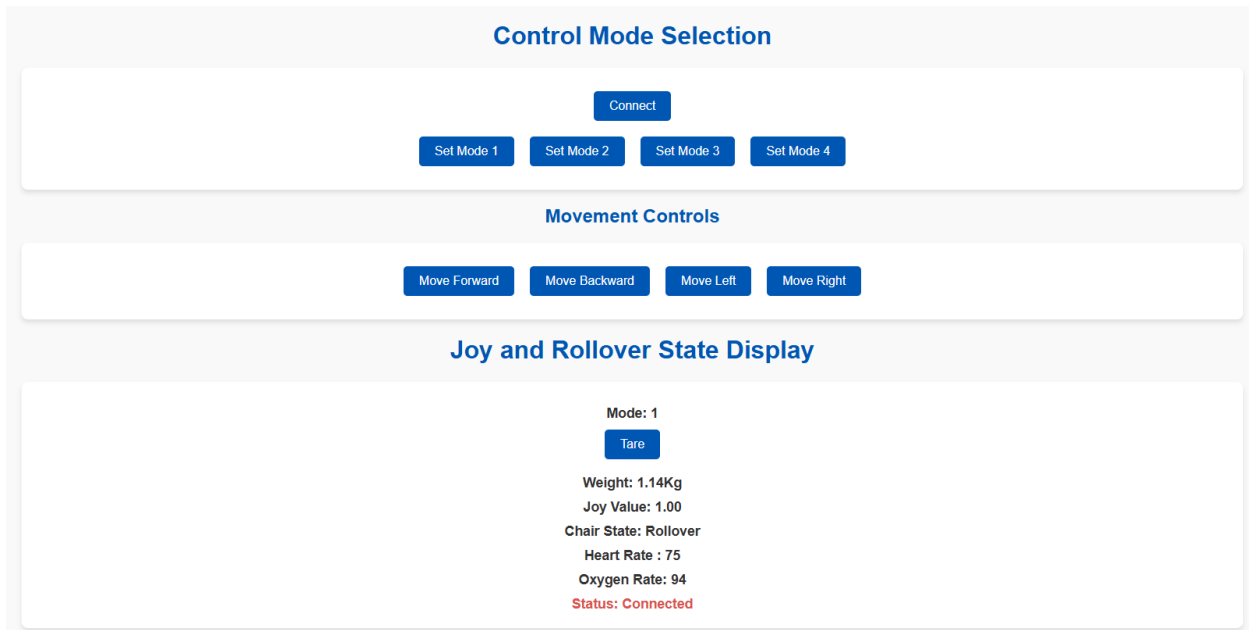 Control Mode Selection
Connect
Set Mode 1 Set Mode 2 Set Mode 3 Set Mode 4
Movement Controls
Move Forward Move Backward Move Left Move Right
Joy and Rollover State Display
Mode: 1
Tare
Weight: 1.14Kg
Joy Value: 1.00
Chair State: Rollover
Heart Rate : 75
Oxygen Rate: 94
Status: Connected